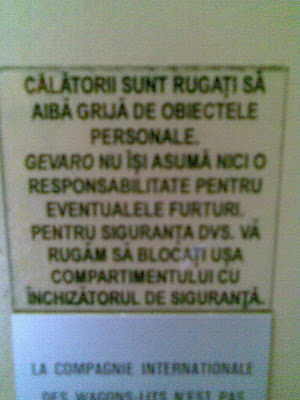 CĂLĂTORII SUNT RUGAȚI SĂ
AIBĂ GRIJĂ DE OBIECTELE
PERSONALE.
GEVARO NU ÎȘI ASUMĂ NICI O
RESPONSABILITATE PENTRU
EVENTUALELE FURTURI.
PENTRU SIGURANȚA DVS. VĂ
RUGĂM SĂ BLOCAȚI UȘA
COMPARTIMENTULUI CU
ÎNCHIZĂTORUL DE SIGURANȚĂ.
LA COMPAGNIE INTERNATIONALE
DES WAGONS-LITS N'EST PAS